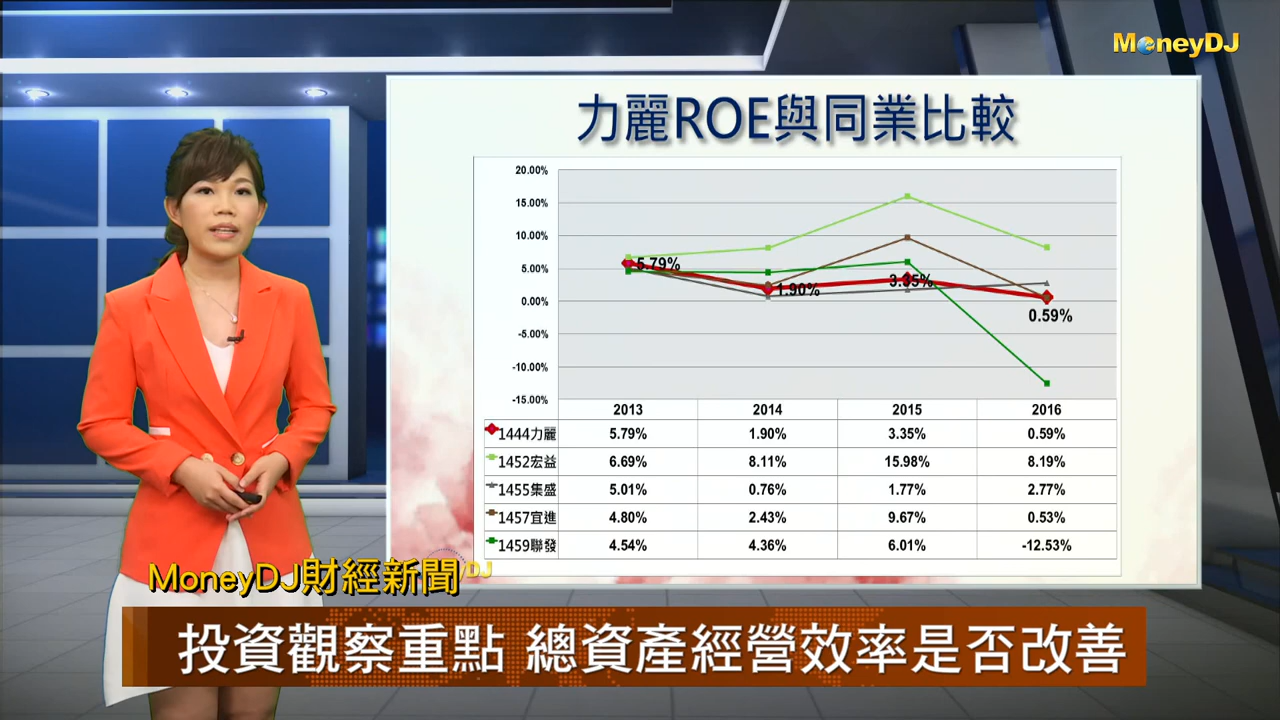 MoneyDJ
力麗ROE與同業比較
20.00%
15.00%
10.00%
5.00%
0.00%
-5.00%
-10.00%
-15.00%
5.79%
1.90%
3.35%
0.59%
2013 2014 2015 2016
1444力麗 5.79% 1.90% 3.35% 0.59%
1452宏益 6.69% 8.11% 15.98% 8.19%
1455集盛 5.01% 0.76% 1.77% 2.77%
1457宜進 4.80% 2.43% 9.67% 0.53%
1459聯發 4.54% 4.36% 6.01% -12.53%
MoneyDJ財經新聞
DJ
投資觀察重點 總資產經營效率是否改善